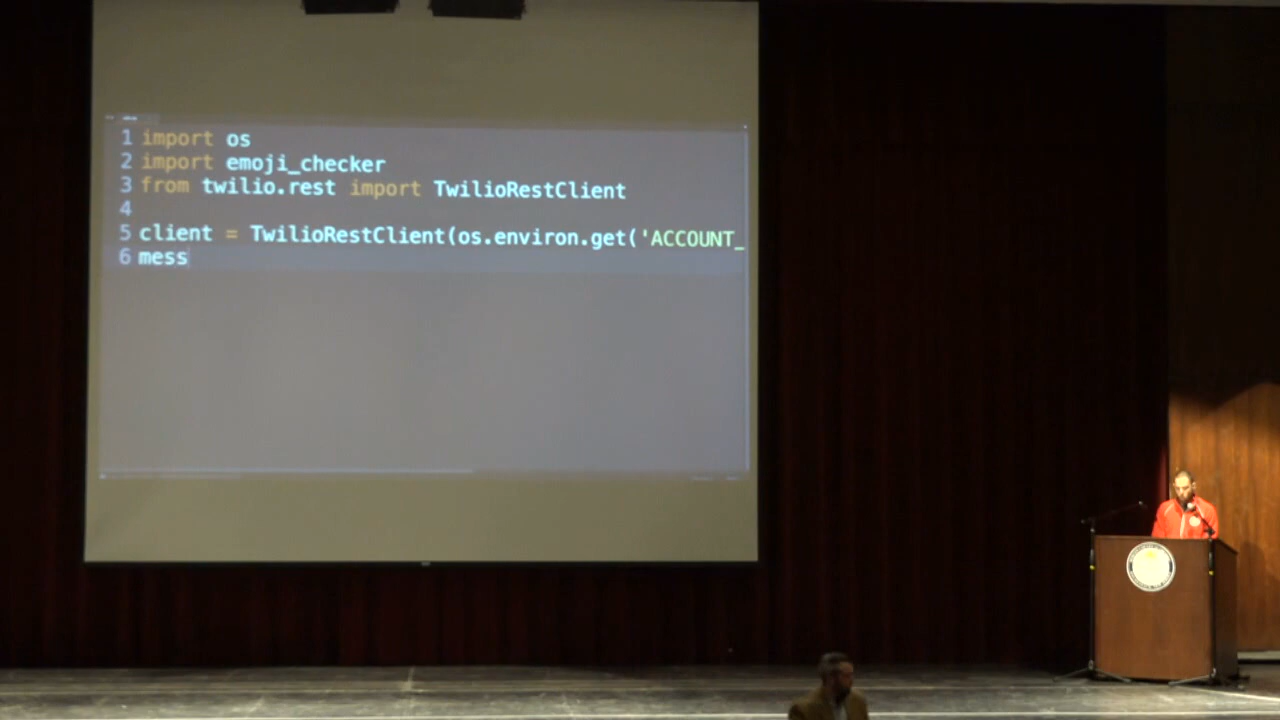 1 import os
2 import emoji_checker
3 from twilio.rest import TwilioRestClient
4
5 client = TwilioRestClient(os.environ.get('ACCOUNT_
6 mess